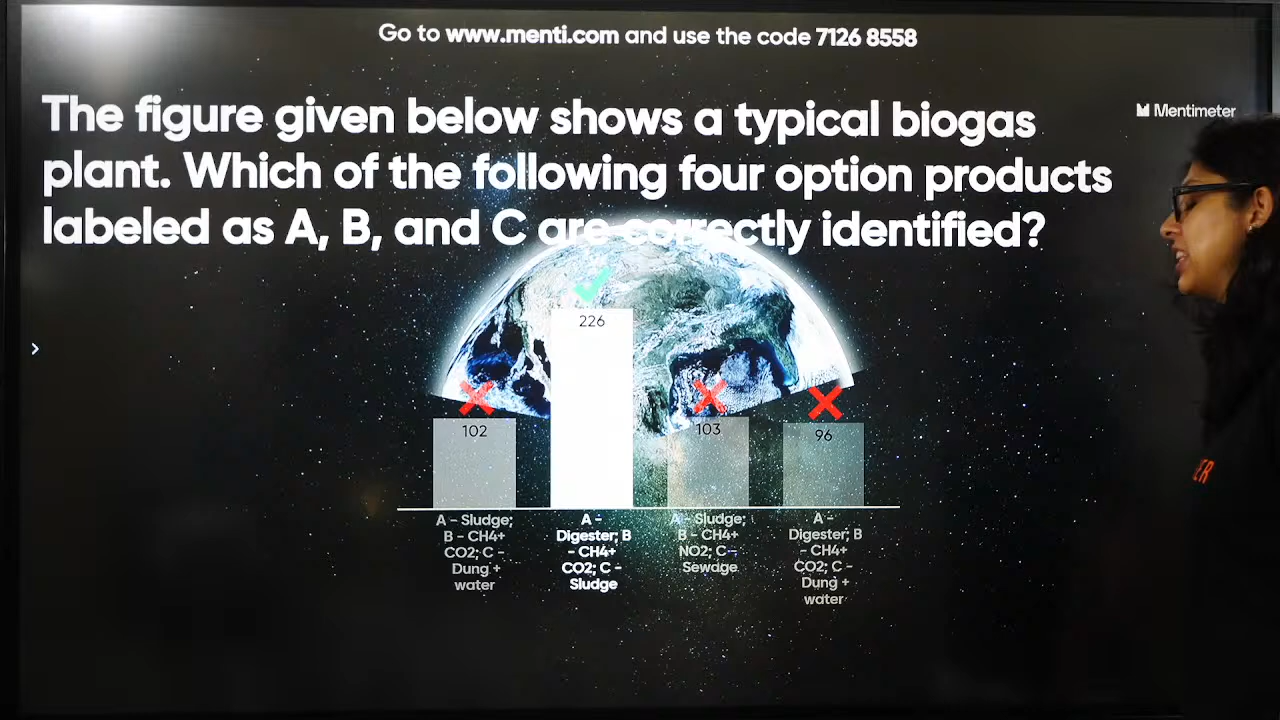 Go to www.menti.com and use the code 7126 8558
The figure given below shows a typical biogas
Mentimeter
plant. Which of the following four option products
labeled as A, B, and C are correctly identified?
226
102
103
96
A - Sludge;
B - CH4+
CO2; C -
Dung +
water
A -
Digester; B
- CH4+
CO2; C -
Sludge
A - Sludge;
B - CH4+
NO2; C -
Sewage
A -
Digester; B
- CH4+
CO2; C -
Dung +
water
ER